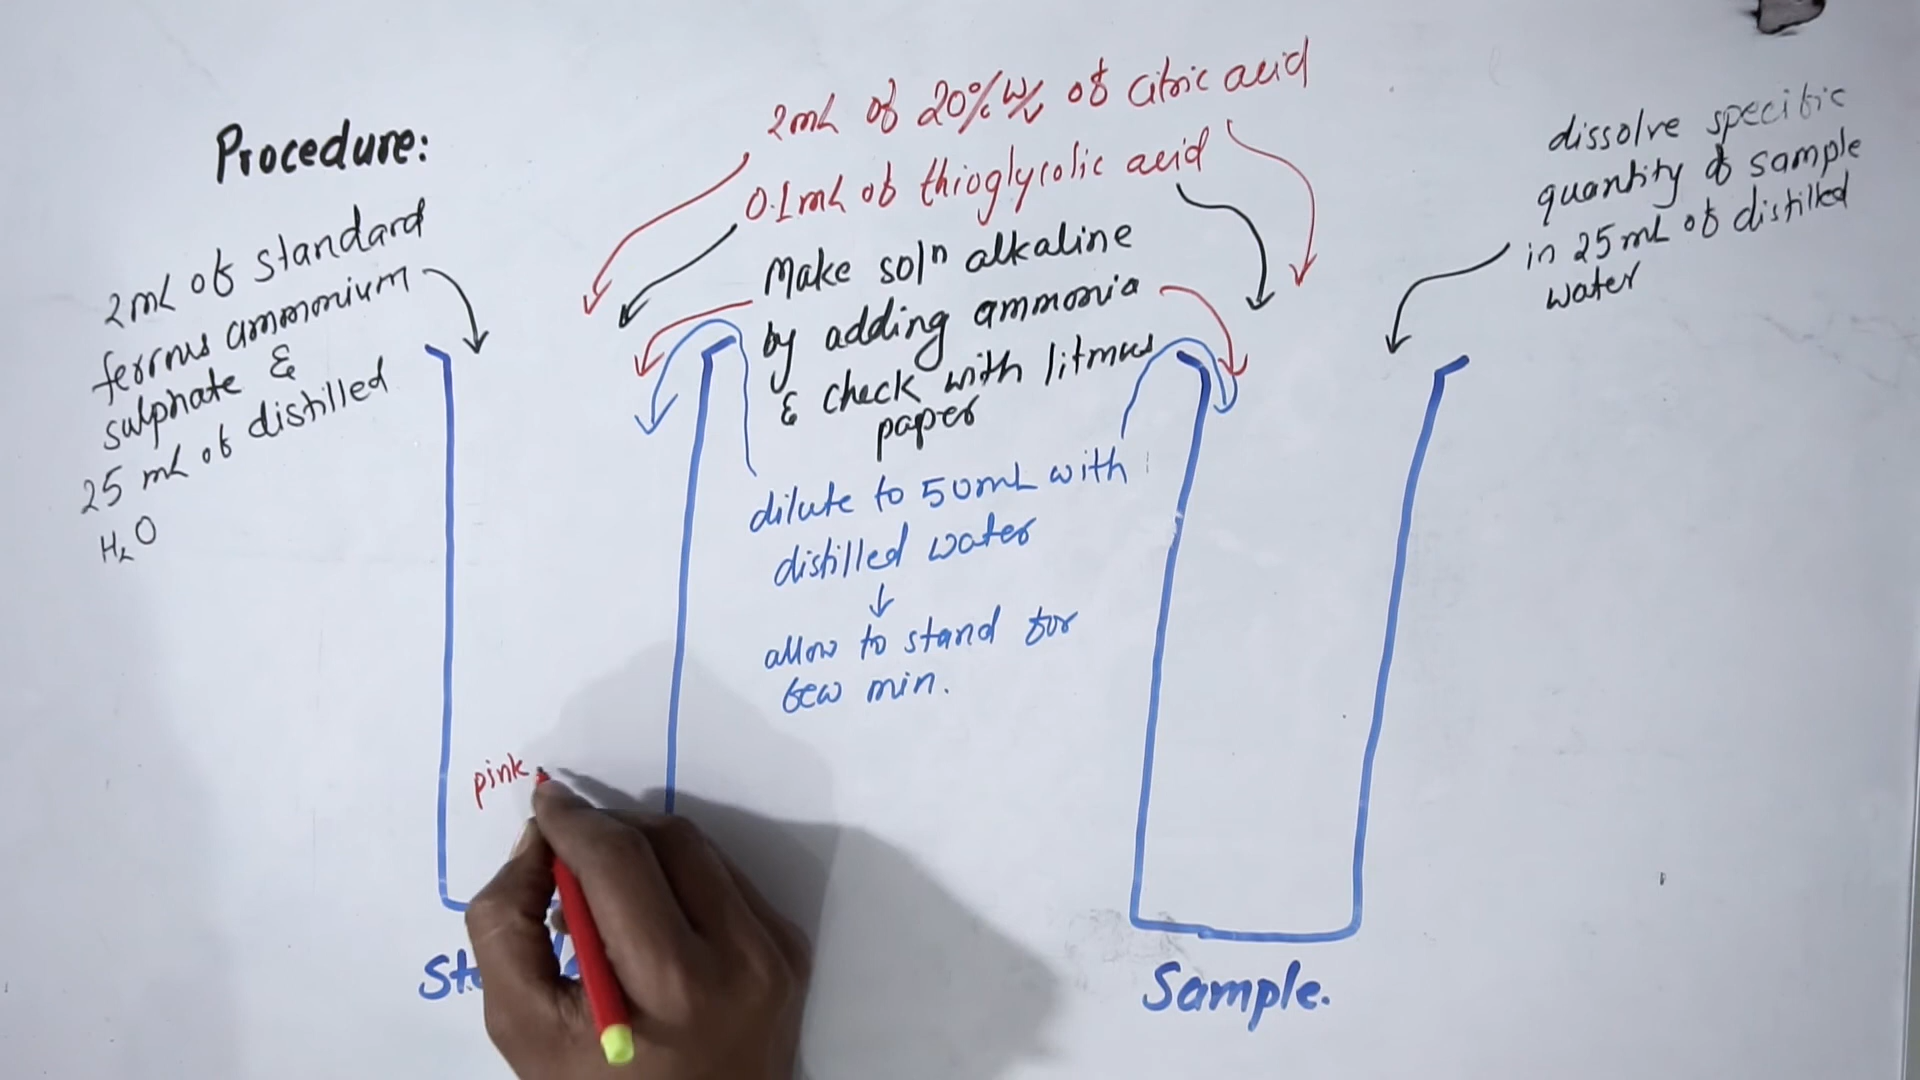 Procedure:
2mL of standard
ferrous ammonium
sulphate &
25 mL of distilled
H₂O
2mL of 20% w/v of citric acid
0.1mL of thioglycolic acid
Make solⁿ alkaline
by adding ammonia
& check with litmus
paper
dilute to 50mL with
distilled water
↓
allow to stand for
few min.
dissolve specific
quantity of sample
in 25mL of distilled
water
pink
Sample.